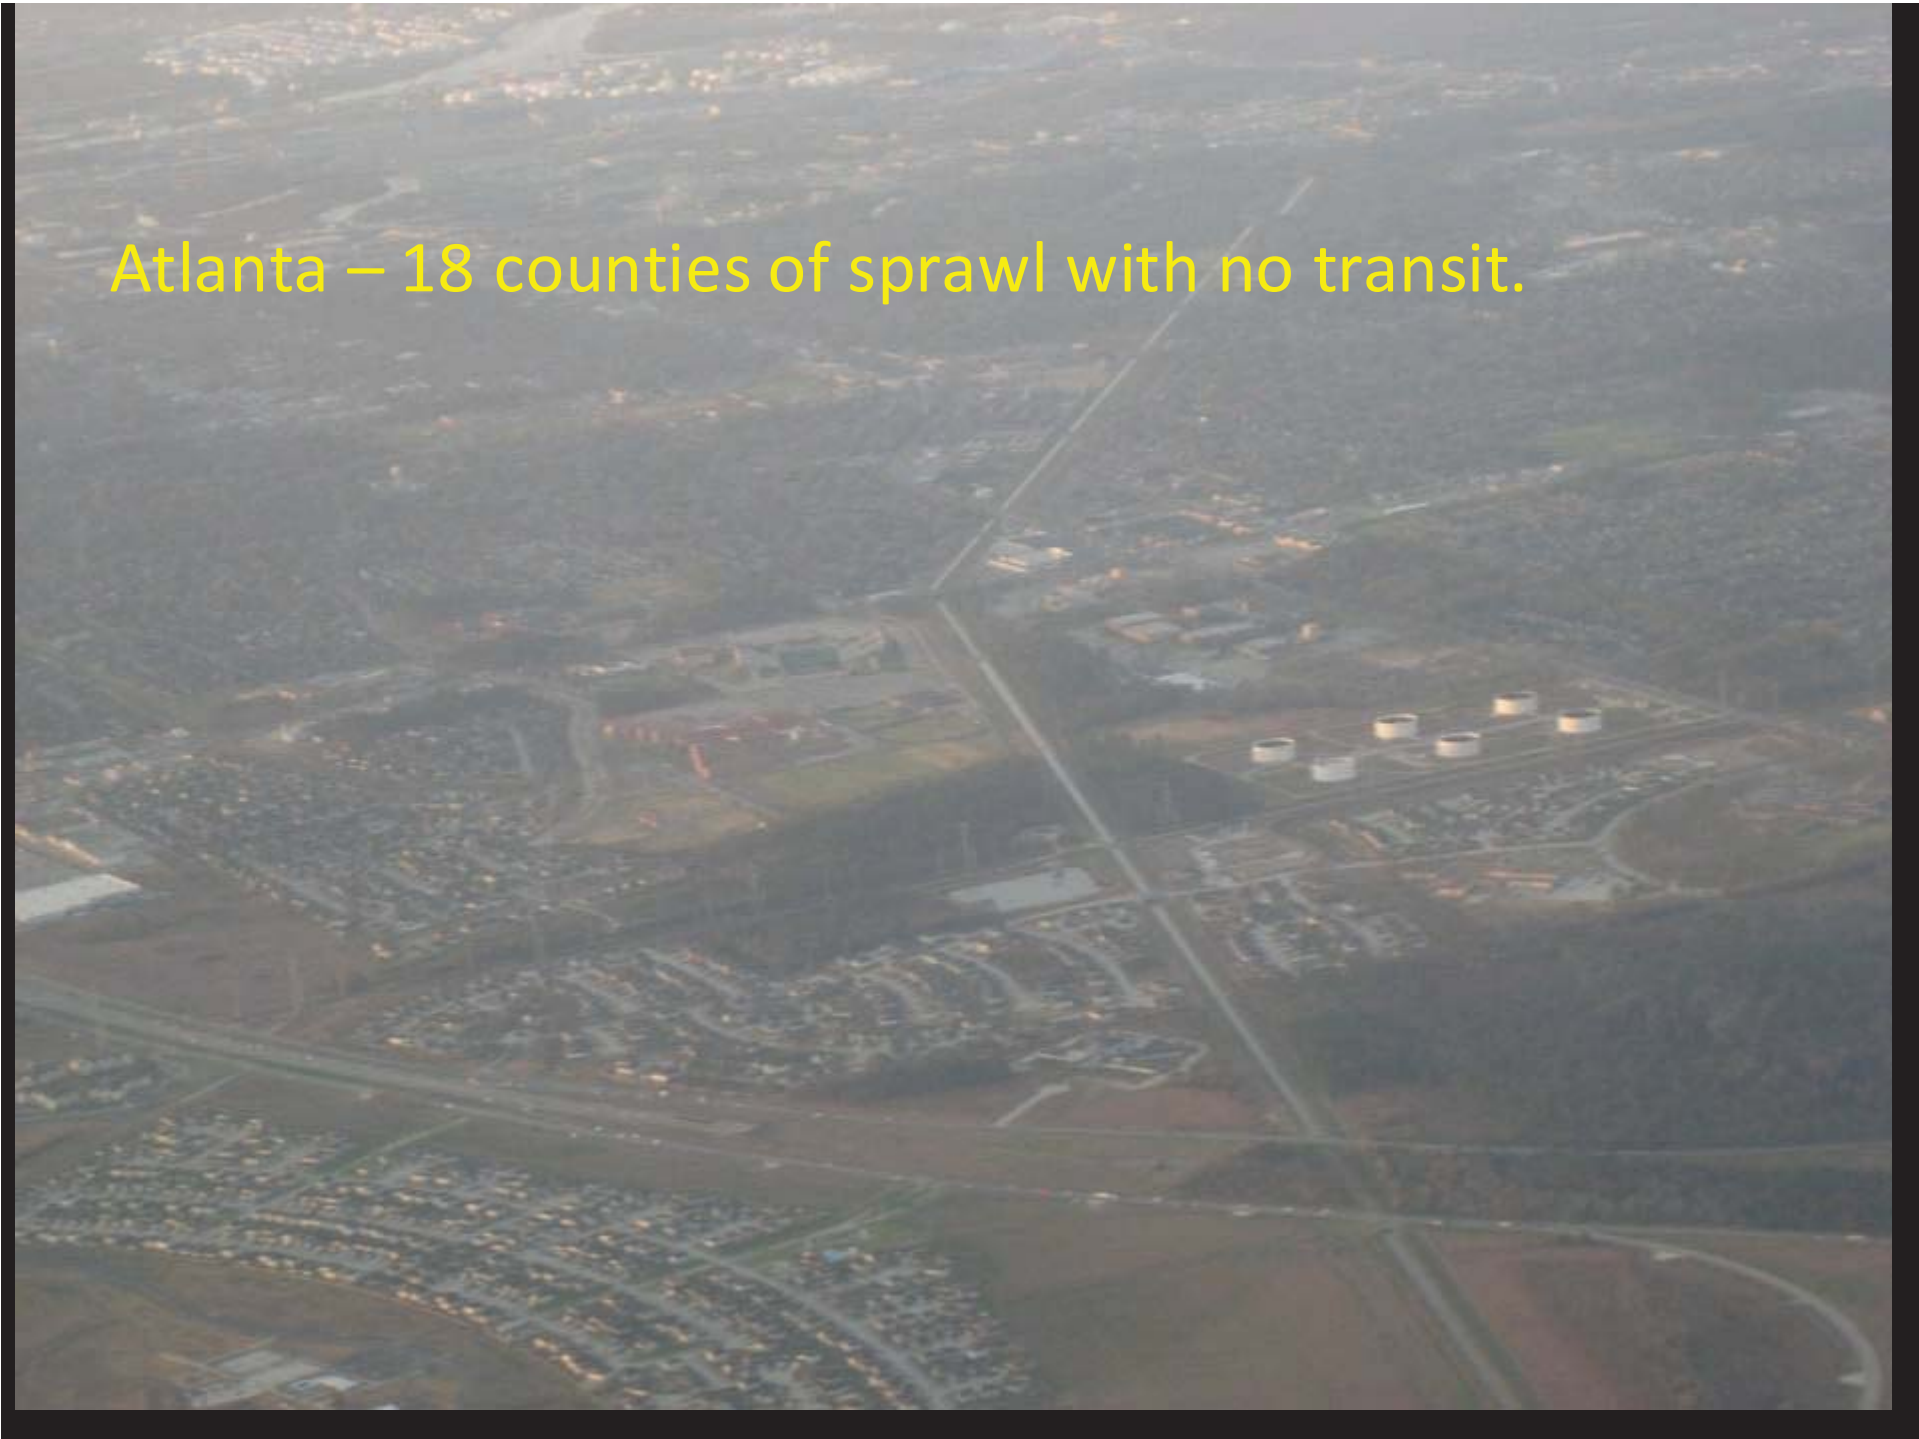 Atlanta – 18 counties of sprawl with no transit.